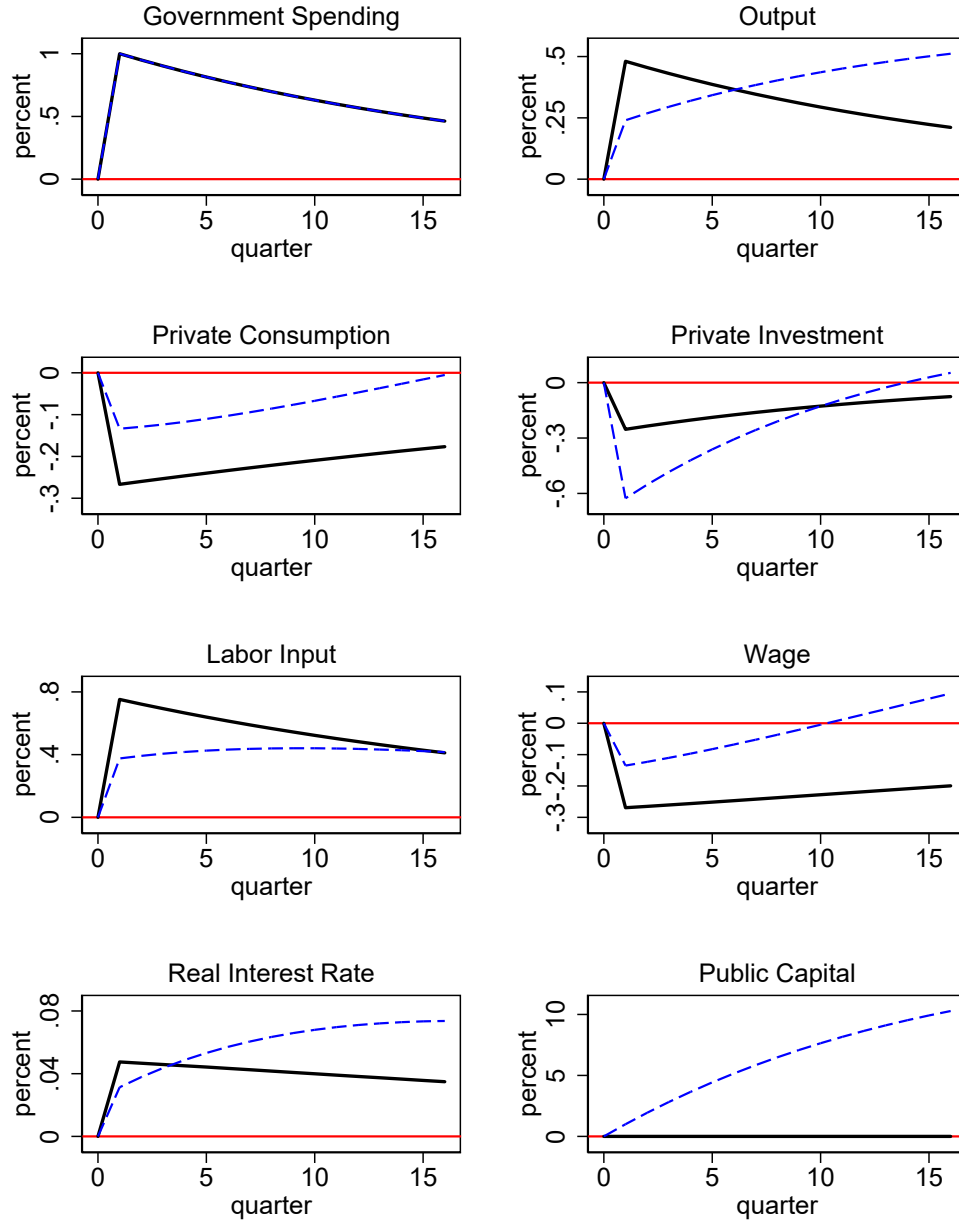 Government Spending
percent
0 .5 1
0 5 10 15
quarter
Output
percent
0 .25 .5
0 5 10 15
quarter
Private Consumption
percent
-.3 -.2 -.1 0
0 5 10 15
quarter
Private Investment
percent
-.6 -.3 0
0 5 10 15
quarter
Labor Input
percent
0 .4 .8
0 5 10 15
quarter
Wage
percent
-.3 -.2 -.1 0 .1
0 5 10 15
quarter
Real Interest Rate
percent
0 .04 .08
0 5 10 15
quarter
Public Capital
percent
0 5 10
0 5 10 15
quarter